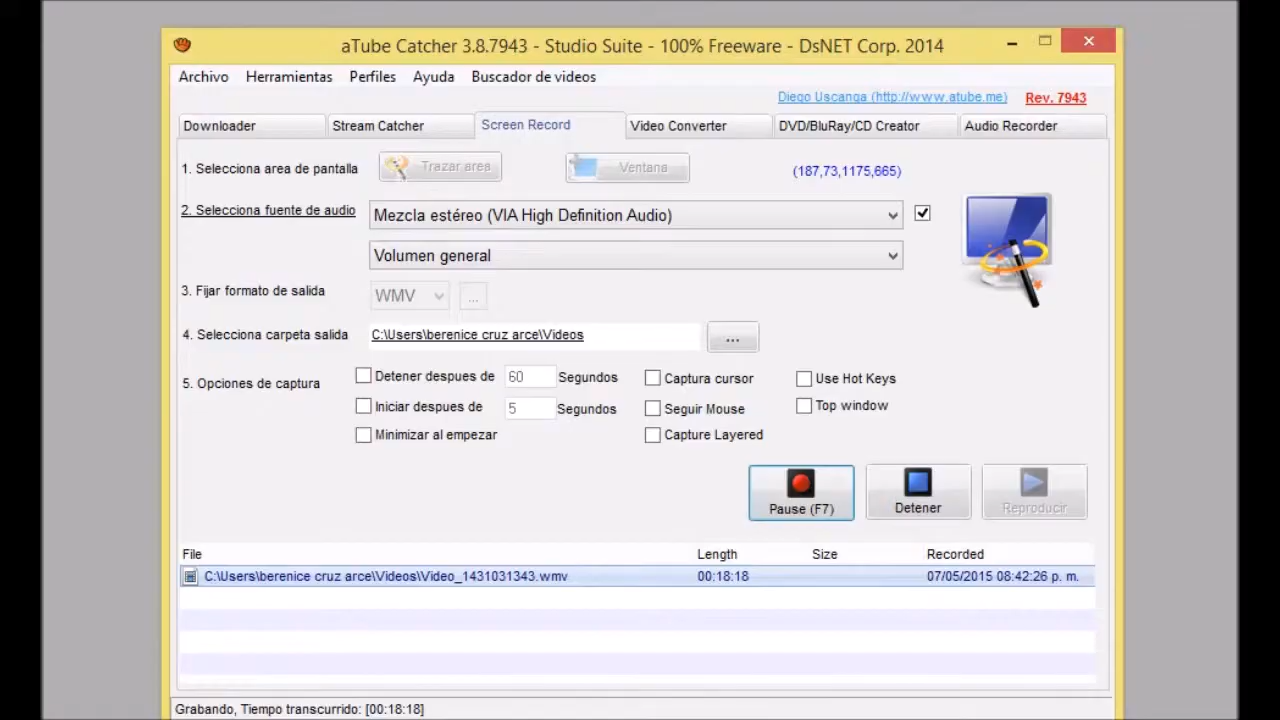 aTube Catcher 3.8.7943 - Studio Suite - 100% Freeware - DsNET Corp. 2014
Archivo Herramientas Perfiles Ayuda Buscador de videos
Diego Uscanga (http://www.atube.me) Rev. 7943
Downloader Stream Catcher Screen Record Video Converter DVD/BluRay/CD Creator Audio Recorder
1. Selecciona area de pantalla Trazar area Ventana (187,73,1175,665)
2. Selecciona fuente de audio Mezcla estéreo (VIA High Definition Audio)
Volumen general
3. Fijar formato de salida WMV ...
4. Selecciona carpeta salida C:\Users\berenice cruz arce\Videos ...
5. Opciones de captura Detener despues de 60 Segundos Captura cursor Use Hot Keys
Iniciar despues de 5 Segundos Seguir Mouse Top window
Minimizar al empezar Capture Layered
Pause (F7) Detener Reproducir
File Length Size Recorded
C:\Users\berenice cruz arce\Videos\Video_1431031343.wmv 00:18:18 07/05/2015 08:42:26 p. m.
Grabando, Tiempo transcurrido: [00:18:18]